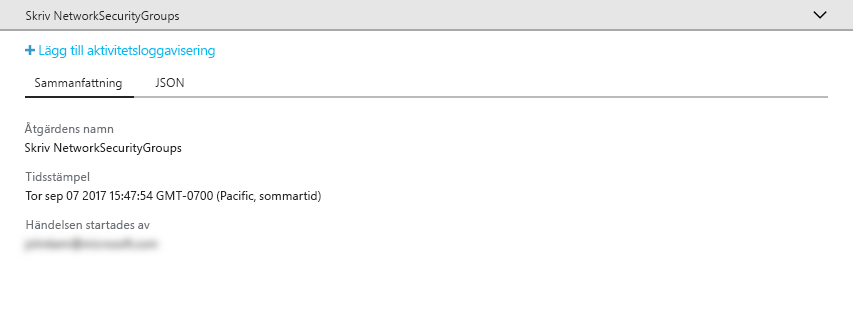 Skriv NetworkSecurityGroups
+ Lägg till aktivitetsloggavisering
Sammanfattning JSON
Åtgärdens namn
Skriv NetworkSecurityGroups
Tidsstämpel
Tor sep 07 2017 15:47:54 GMT-0700 (Pacific, sommartid)
Händelsen startades av